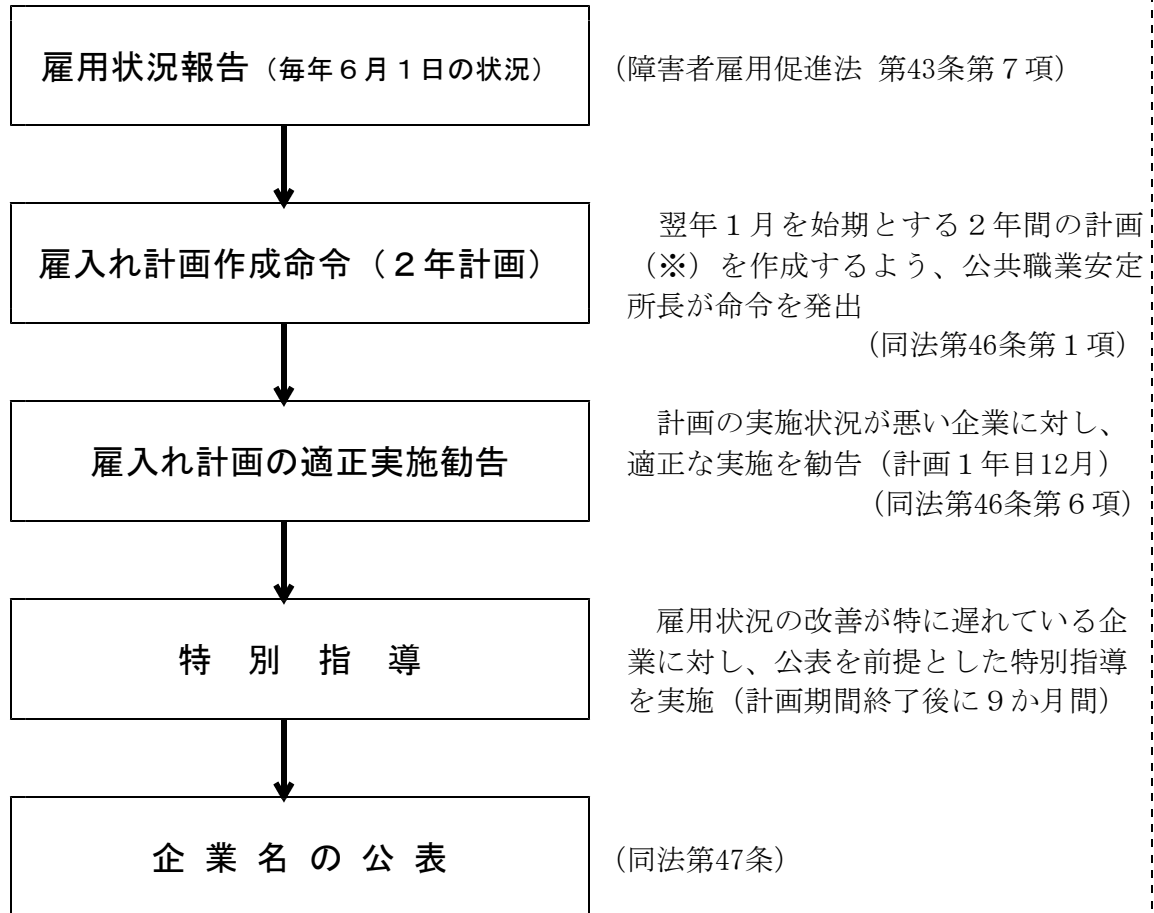 雇用状況報告（毎年６月１日の状況）
（障害者雇用促進法 第43条第７項）
雇入れ計画作成命令（２年計画）
翌年１月を始期とする２年間の計画
（※）を作成するよう、公共職業安定
所長が命令を発出
（同法第46条第１項）
雇入れ計画の適正実施勧告
計画の実施状況が悪い企業に対し、
適正な実施を勧告（計画１年目12月）
（同法第46条第６項）
特 別 指 導
雇用状況の改善が特に遅れている企
業に対し、公表を前提とした特別指導
を実施（計画期間終了後に９か月間）
企 業 名 の 公 表
（同法第47条）